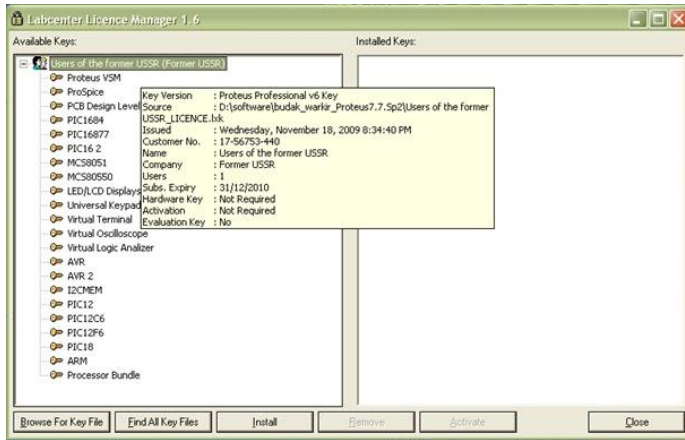 Labcenter Licence Manager 1.6
Available Keys:
Installed Keys:
Users of the former USSR (Former USSR)
Proteus VSM
ProSpice
PCB Design Level
PIC1684
PIC16877
PIC16 2
MCS8051
MCS80550
LED/LCD Displays
Universal Keypad
Virtual Terminal
Virtual Oscilloscope
Virtual Logic Analizer
AVR
AVR 2
I2CMEM
PIC12
PIC12C6
PIC12F6
PIC18
ARM
Processor Bundle
Key Version : Proteus Professional v6 Key
Source : D:\software\budak_warkir_Proteus7.7.Sp2\Users of the former
USSR_LICENCE.lxk
Issued : Wednesday, November 18, 2009 8:34:40 PM
Customer No. : 17-56753-440
Name : Users of the former USSR
Company : Former USSR
Users : 1
Subs. Expiry : 31/12/2010
Hardware Key : Not Required
Activation : Not Required
Evaluation Key : No
Browse For Key File
Find All Key Files
Install
Remove
Activate
Close